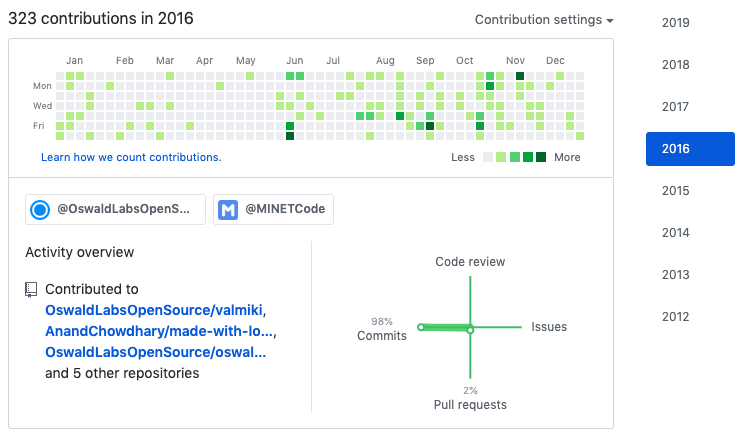 323 contributions in 2016
Contribution settings
Jan Feb Mar Apr May Jun Jul Aug Sep Oct Nov Dec
Mon
Wed
Fri
Learn how we count contributions.
Less More
@OswaldLabsOpenS...
@MINETCode
Activity overview
Contributed to
OswaldLabsOpenSource/valmiki,
AnandChowdhary/made-with-lo...,
OswaldLabsOpenSource/oswal...
and 5 other repositories
Code review
98%
Commits
Issues
2%
Pull requests
2019
2018
2017
2016
2015
2014
2013
2012